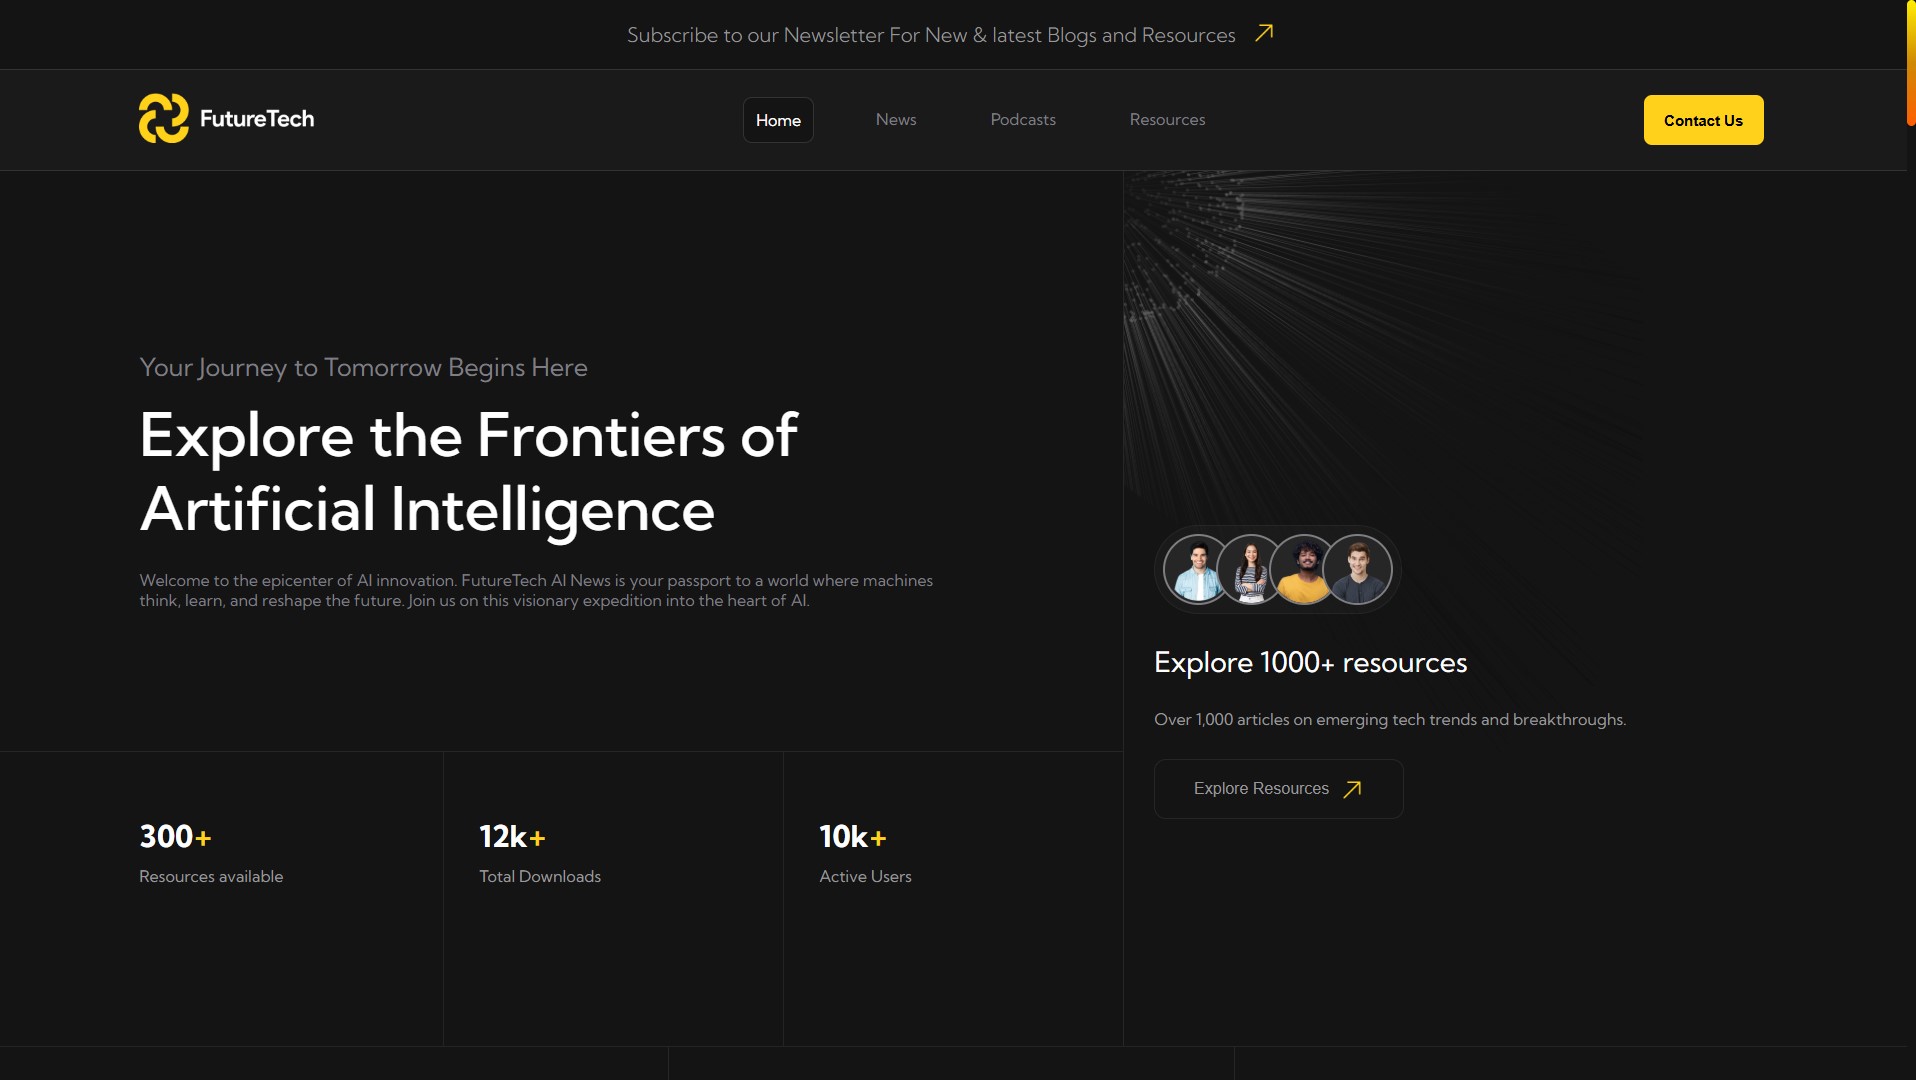 Subscribe to our Newsletter For New & latest Blogs and Resources
FutureTech
Home
News
Podcasts
Resources
Contact Us
Your Journey to Tomorrow Begins Here
Explore the Frontiers of
Artificial Intelligence
Welcome to the epicenter of AI innovation. FutureTech AI News is your passport to a world where machines
think, learn, and reshape the future. Join us on this visionary expedition into the heart of AI.
Explore 1000+ resources
Over 1,000 articles on emerging tech trends and breakthroughs.
Explore Resources
300+
Resources available
12k+
Total Downloads
10k+
Active Users